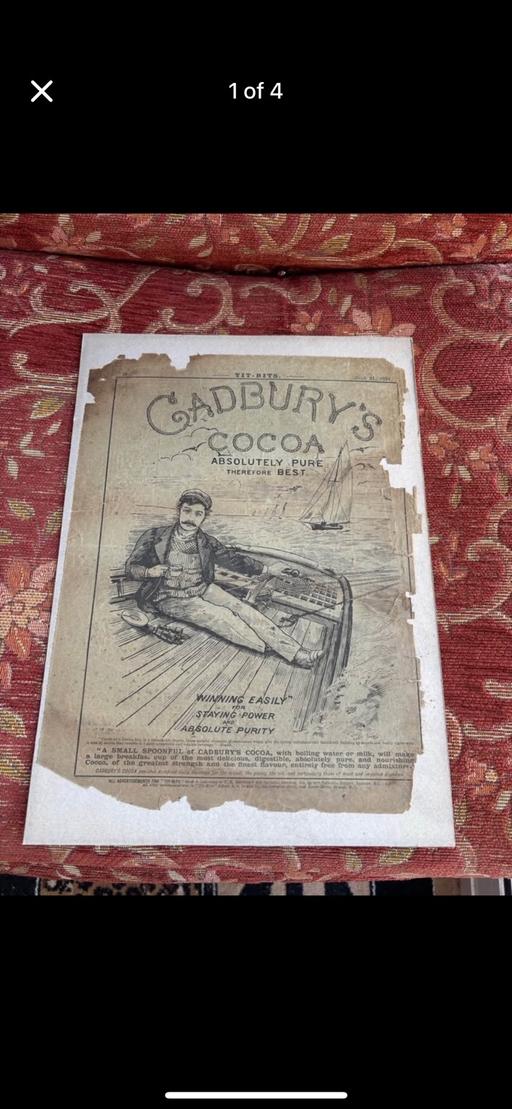 1 of 4
TIT-BITS.
CADBURY'S
COCOA
ABSOLUTELY PURE
THEREFORE BEST
"WINNING EASILY"
FOR
STAYING POWER
AND
ABSOLUTE PURITY
"A SMALL SPOONFUL of CADBURY'S COCOA, with boiling water or milk, will make
a large breakfast cup of the most delicious, digestible, absolutely pure, and nourishing
Cocoa, of the greatest strength and the finest flavour, entirely free from any admixture.